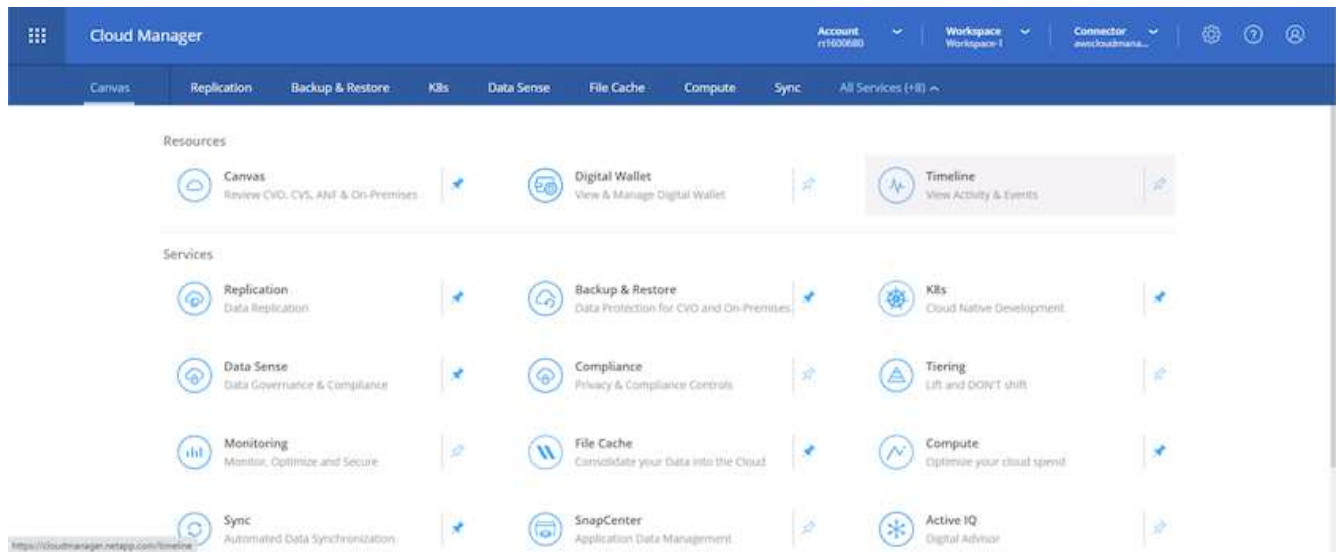 Cloud Manager
Account
rt1600680
Workspace
Workspace-1
Connector
awscloudmana...
Canvas
Replication
Backup & Restore
K8s
Data Sense
File Cache
Compute
Sync
All Services (+8)
Resources
Canvas
Review CVO, CVS, ANF & On-Premises
Digital Wallet
View & Manage Digital Wallet
Timeline
View Activity & Events
Services
Replication
Data Replication
Backup & Restore
Data Protection for CVO and On-Premises
K8s
Cloud Native Development
Data Sense
Data Governance & Compliance
Compliance
Privacy & Compliance Controls
Tiering
Lift and DON'T shift
Monitoring
Monitor, Optimize and Secure
File Cache
Consolidate your Data into the Cloud
Compute
Optimize your cloud spend
Sync
Automated Data Synchronization
SnapCenter
Application Data Management
Active IQ
Digital Advisor
https://cloudmanager.netapp.com/timeline